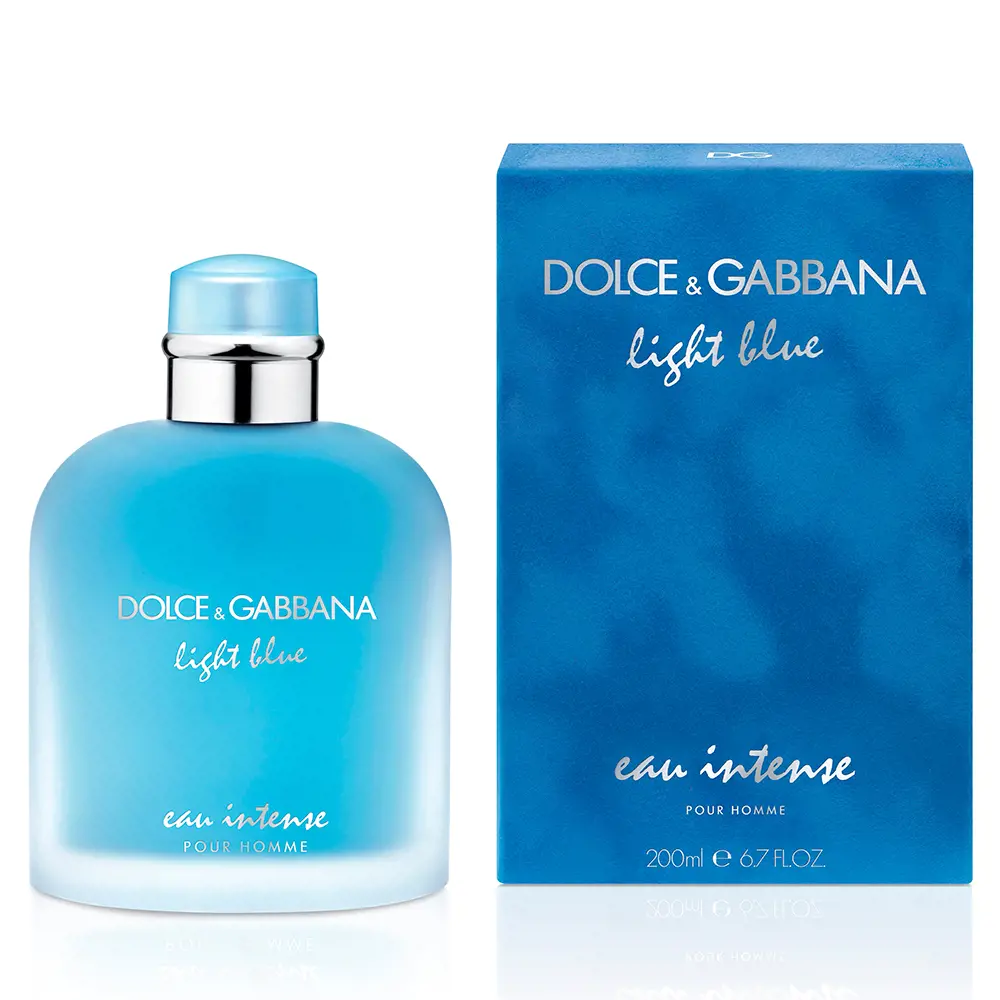 DOLCE & GABBANA
light blue
eau intense
POUR HOMME
DG
DOLCE & GABBANA
light blue
eau intense
POUR HOMME
200ml e 6.7 FL.OZ.